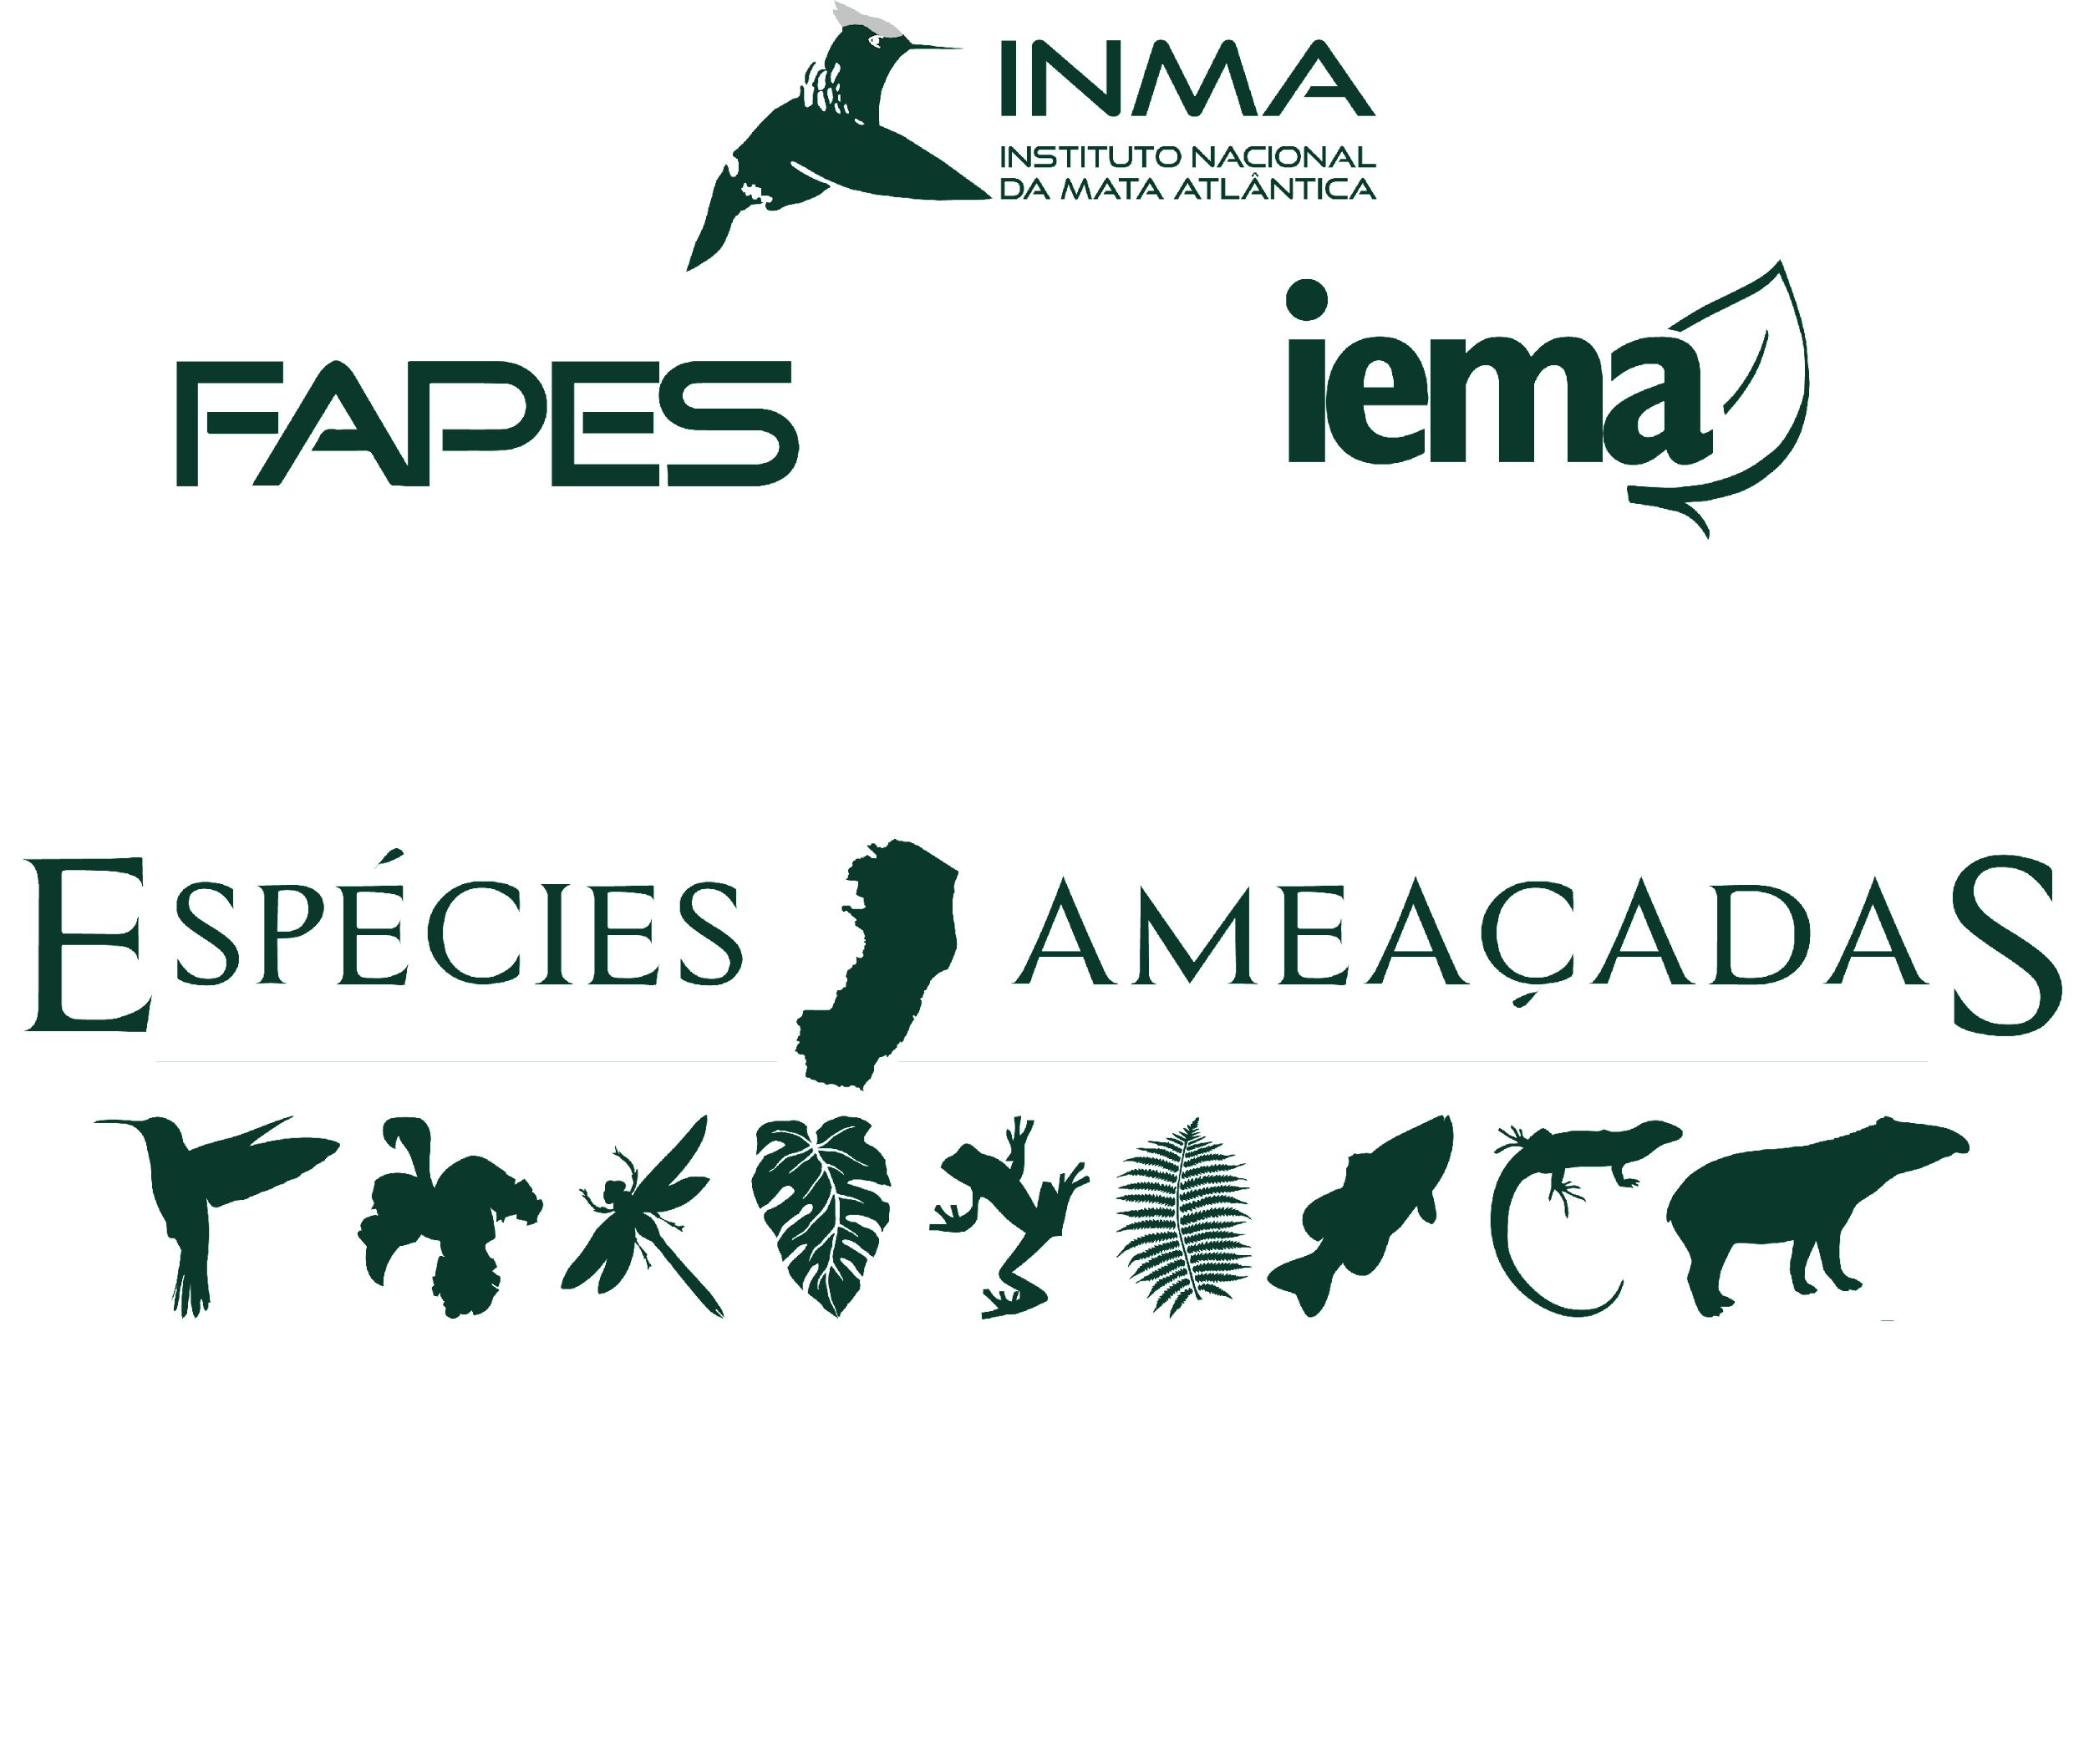 INMA
INSTITUTO NACIONAL
DA MATA ATLÂNTICA
FAPES
iema
ESPÉCIES AMEAÇADAS